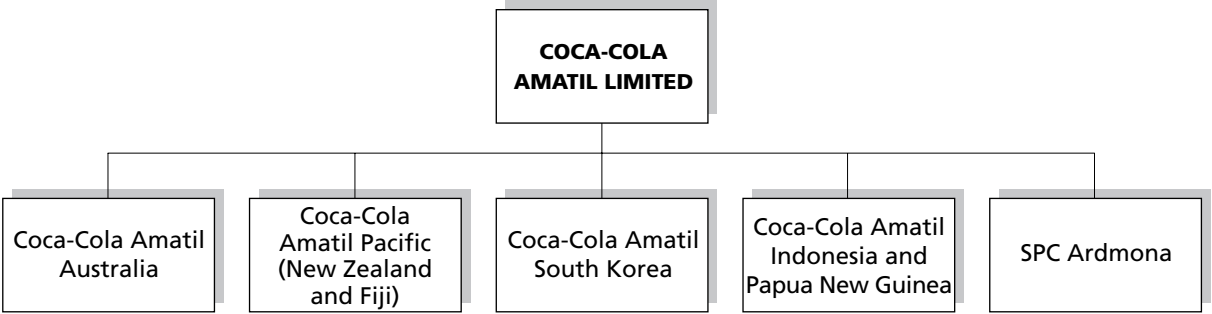 COCA-COLA
AMATIL LIMITED
Coca-Cola Amatil
Australia
Coca-Cola
Amatil Pacific
(New Zealand
and Fiji)
Coca-Cola Amatil
South Korea
Coca-Cola Amatil
Indonesia and
Papua New Guinea
SPC Ardmona